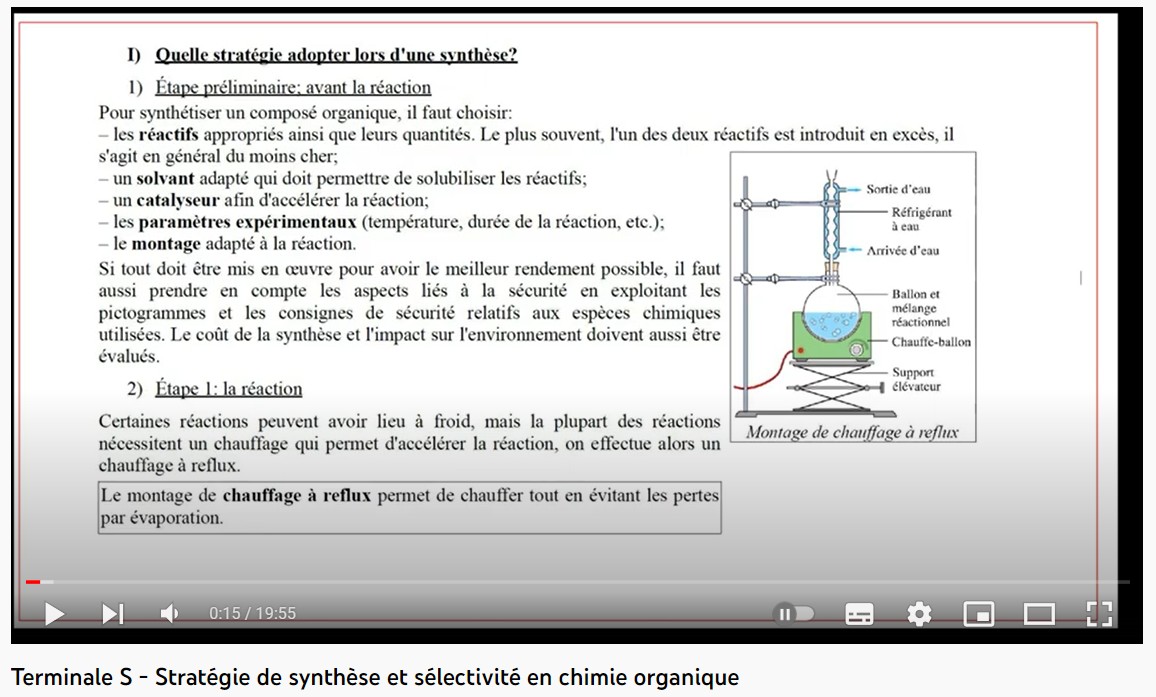 I) Quelle stratégie adopter lors d'une synthèse?
1) Étape préliminaire: avant la réaction
Pour synthétiser un composé organique, il faut choisir:
– les réactifs appropriés ainsi que leurs quantités. Le plus souvent, l'un des deux réactifs est introduit en excès, il
s'agit en général du moins cher;
– un solvant adapté qui doit permettre de solubiliser les réactifs;
– un catalyseur afin d'accélérer la réaction;
– les paramètres expérimentaux (température, durée de la réaction, etc.);
– le montage adapté à la réaction.
Si tout doit être mis en œuvre pour avoir le meilleur rendement possible, il faut
aussi prendre en compte les aspects liés à la sécurité en exploitant les
pictogrammes et les consignes de sécurité relatifs aux espèces chimiques
utilisées. Le coût de la synthèse et l'impact sur l'environnement doivent aussi être
évalués.
2) Étape 1: la réaction
Certaines réactions peuvent avoir lieu à froid, mais la plupart des réactions
nécessitent un chauffage qui permet d'accélérer la réaction, on effectue alors un
chauffage à reflux.
Le montage de chauffage à reflux permet de chauffer tout en évitant les pertes
par évaporation.
Sortie d'eau
Réfrigérant
à eau
Arrivée d'eau
Ballon et
mélange
réactionnel
Chauffe-ballon
Support
élévateur
Montage de chauffage à reflux
0:15 / 19:55
Terminale S - Stratégie de synthèse et sélectivité en chimie organique